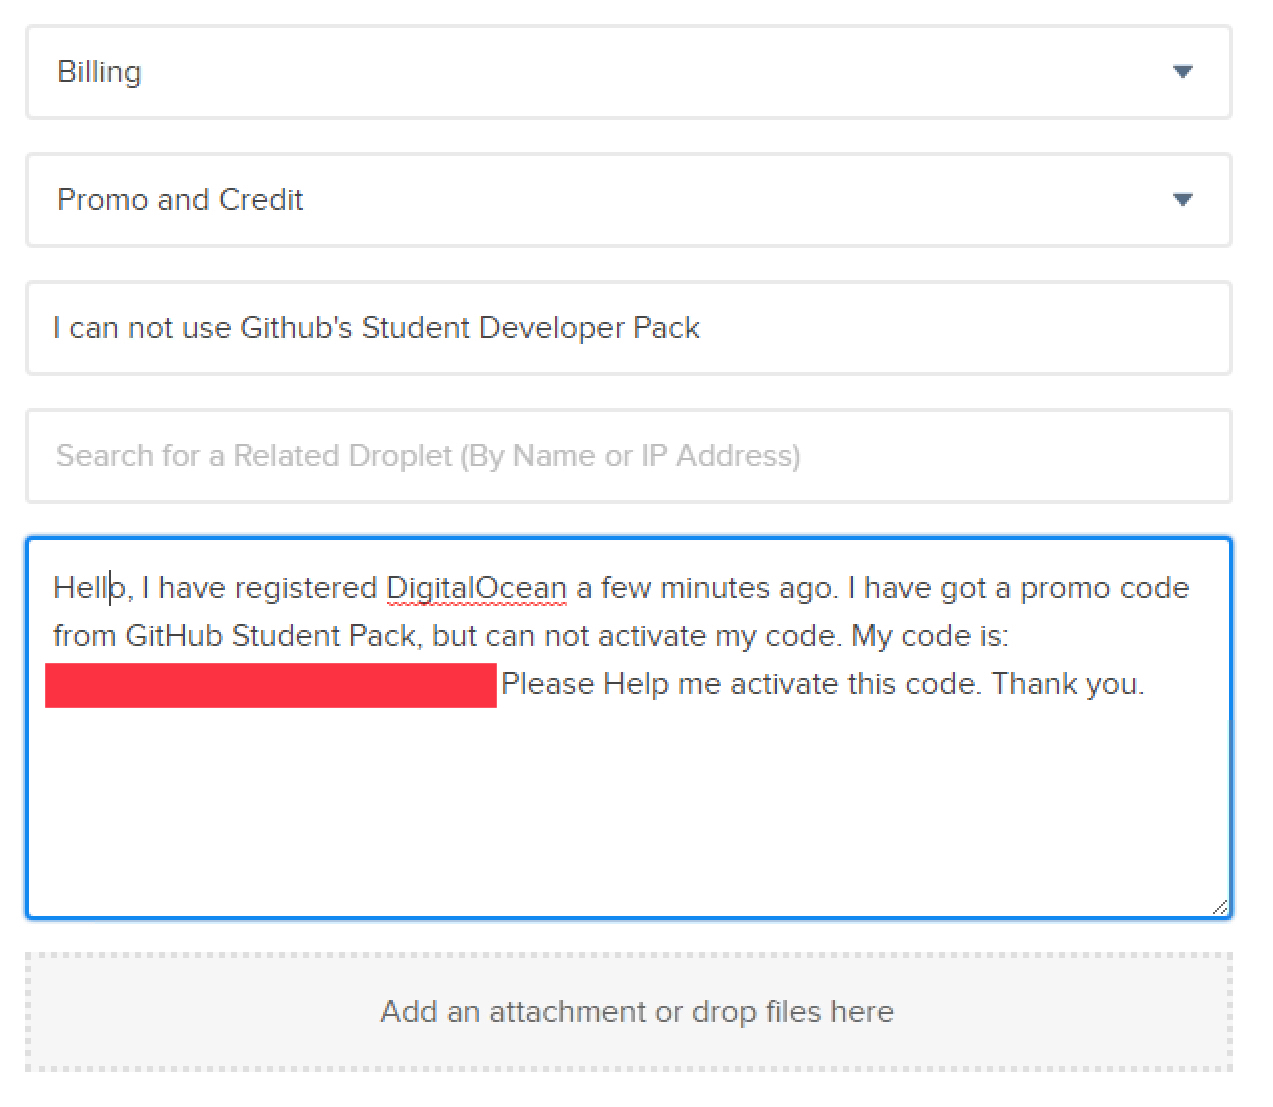 Billing
Promo and Credit
I can not use Github's Student Developer Pack
Search for a Related Droplet (By Name or IP Address)
Hello, I have registered DigitalOcean a few minutes ago. I have got a promo code
from GitHub Student Pack, but can not activate my code. My code is:
Please Help me activate this code. Thank you.
Add an attachment or drop files here